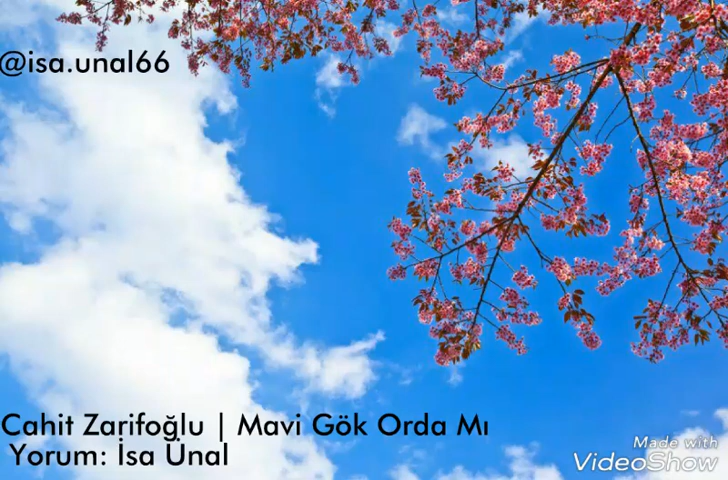 @isa.unal66
Cahit Zarifoğlu | Mavi Gök Orda Mı
Yorum: İsa Ünal
Made with
VideoShow